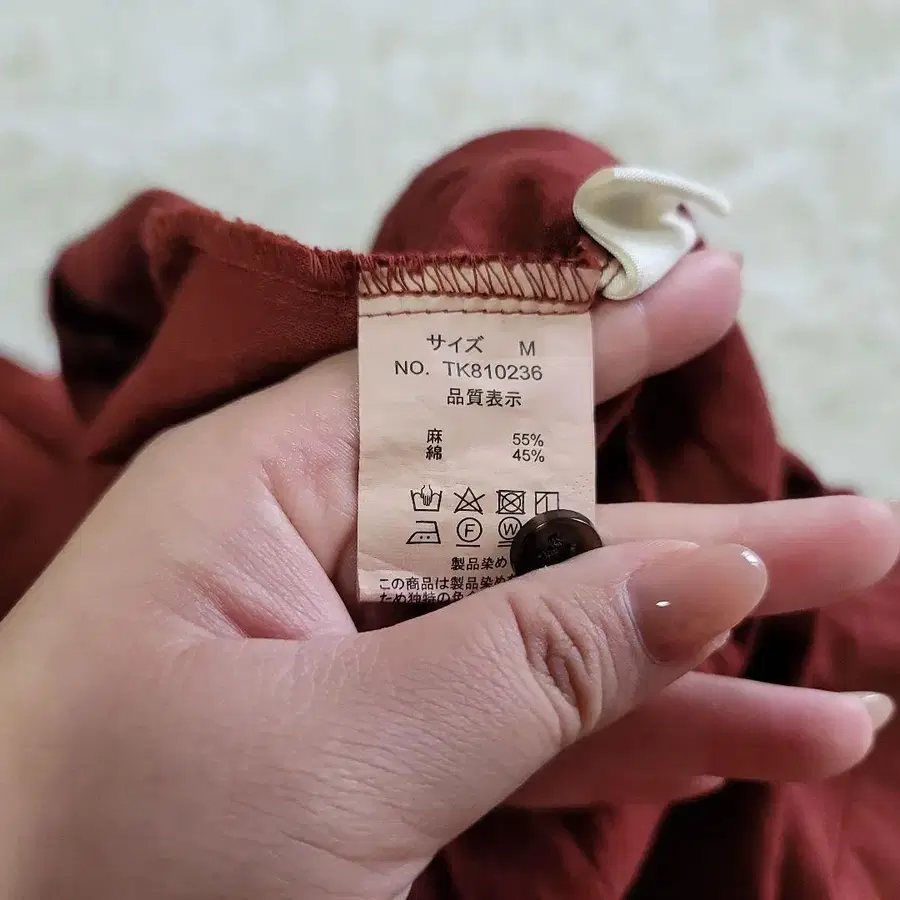 サイズ M
NO. TK810236
品質表示
麻 55%
綿 45%
F W
製品染め
この商品は製品染め
ため独特の色